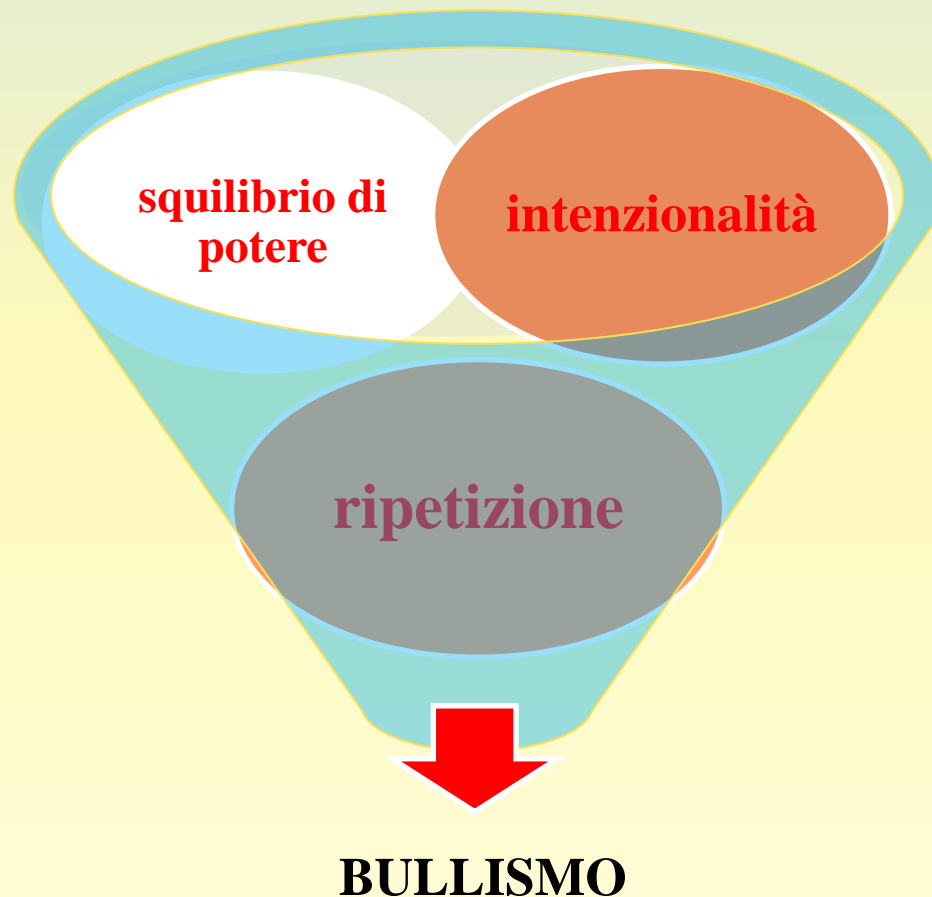 squilibrio di
potere
intenzionalità
ripetizione
BULLISMO